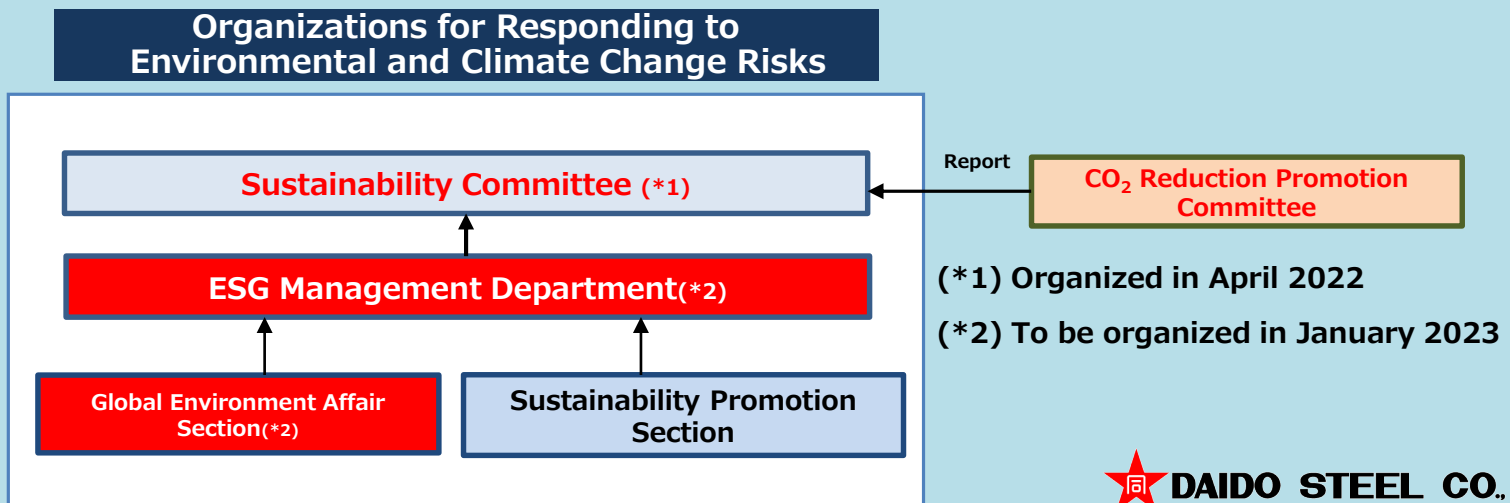 Organizations for Responding to
Environmental and Climate Change Risks
Sustainability Committee (*1)
Report
CO₂ Reduction Promotion
Committee
ESG Management Department(*2)
(*1) Organized in April 2022
(*2) To be organized in January 2023
Global Environment Affair
Section(*2)
Sustainability Promotion
Section
同 DAIDO STEEL CO.,